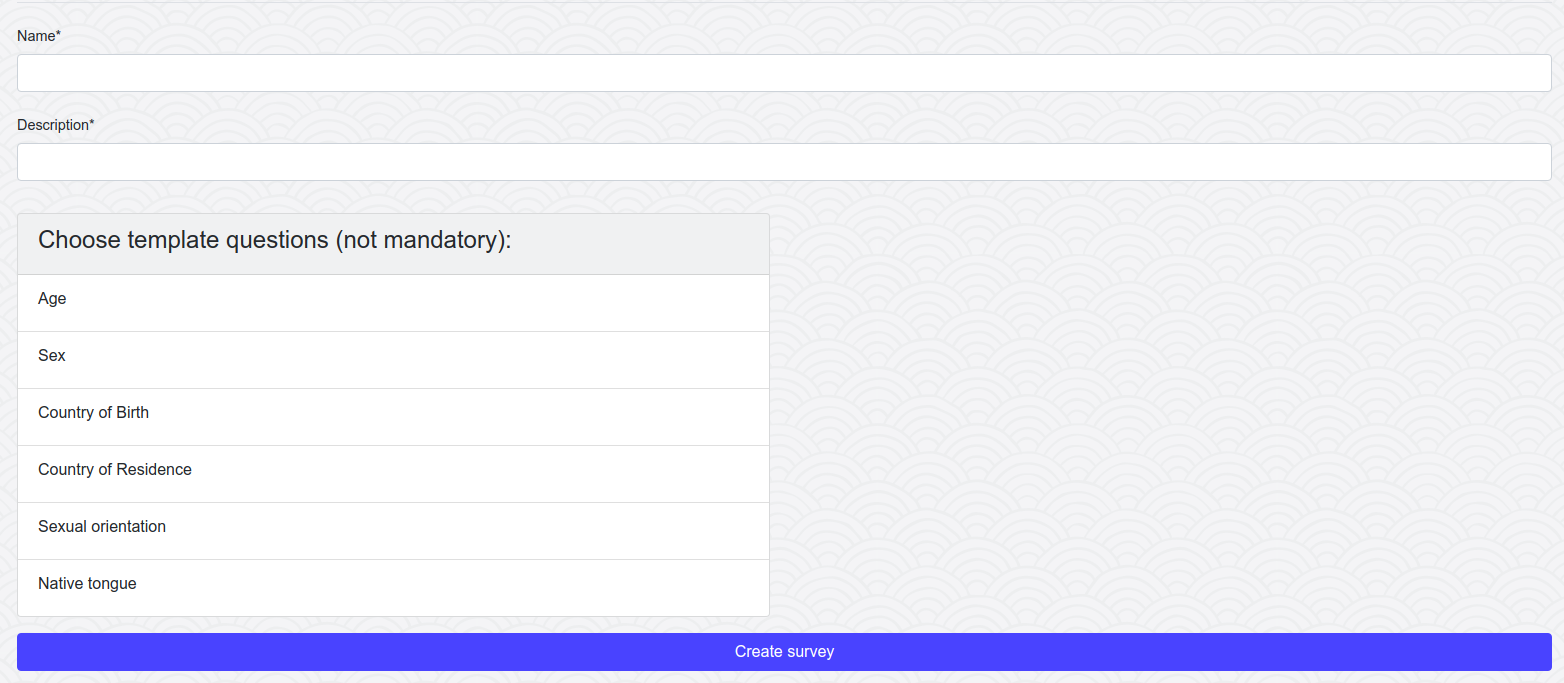 Name*
Description*
Choose template questions (not mandatory):
Age
Sex
Country of Birth
Country of Residence
Sexual orientation
Native tongue
Create survey